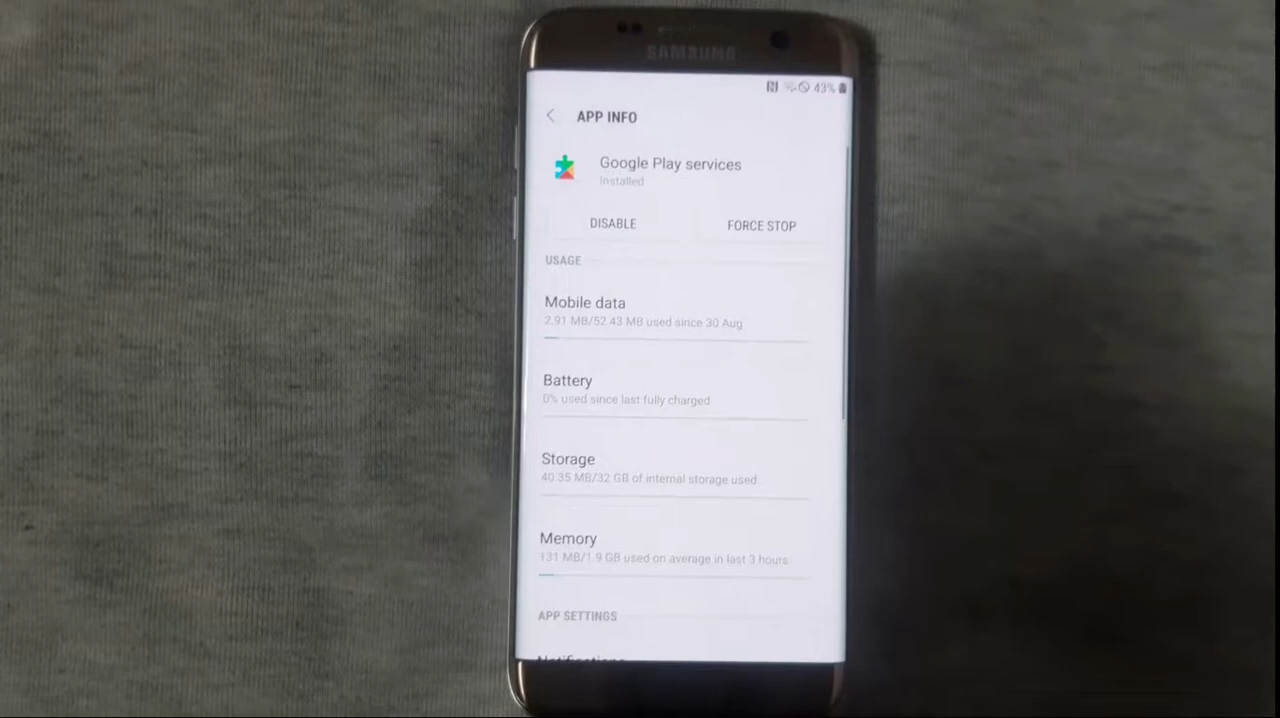 SAMSUNG
43%
APP INFO
Google Play services
Installed
DISABLE
FORCE STOP
USAGE
Mobile data
2.91 MB/52.43 MB used since 30 Aug
Battery
0% used since last fully charged
Storage
40.35 MB/32 GB of internal storage used
Memory
131 MB/1.9 GB used on average in last 3 hours
APP SETTINGS
Notifications